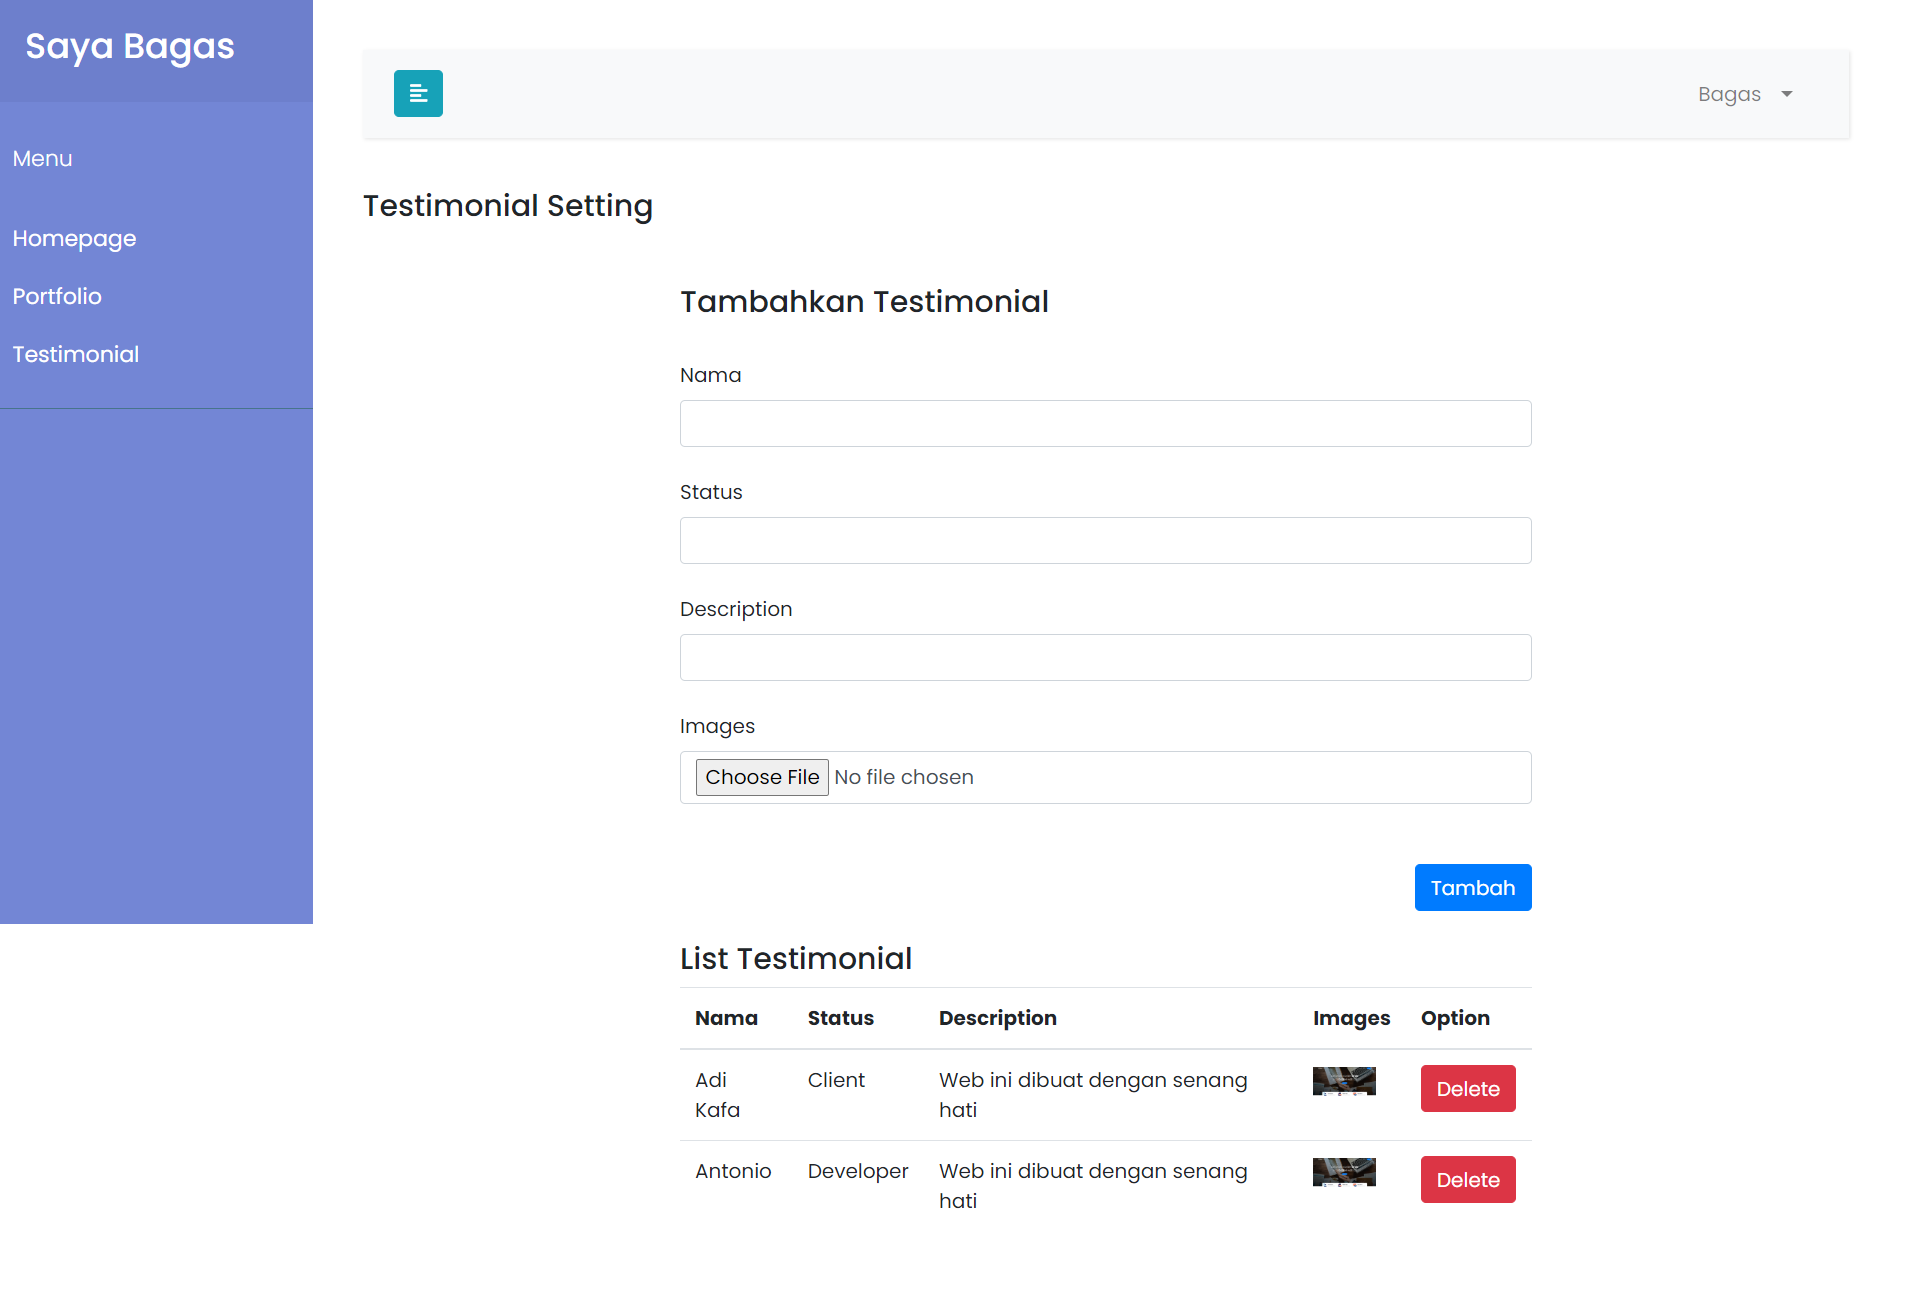 Saya Bagas
Bagas
Menu
Homepage
Portfolio
Testimonial
Testimonial Setting
Tambahkan Testimonial
Nama
Status
Description
Images
Choose File No file chosen
Tambah
List Testimonial
Nama Status Description Images Option
Adi Client Web ini dibuat dengan senang Delete
Kafa hati
Antonio Developer Web ini dibuat dengan senang Delete
hati